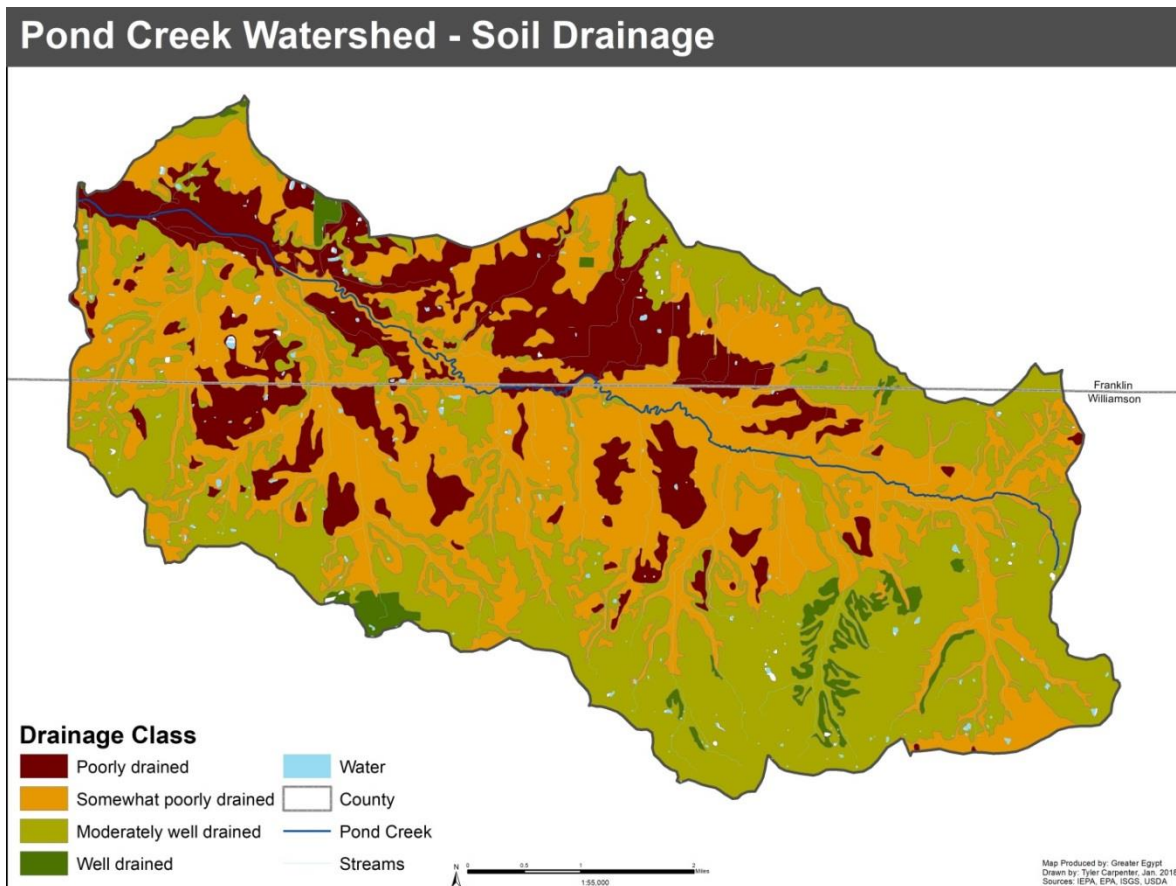 Pond Creek Watershed - Soil Drainage
Franklin
Williamson
Drainage Class
Poorly drained
Somewhat poorly drained
Moderately well drained
Well drained
Water
County
Pond Creek
Streams
N
0 0.5 1 2
Miles
1:55,000
Map Produced by: Greater Egypt
Drawn by: Tyler Carpenter, Jan.
Sources: IEPA, EPA, ISGS, USDA